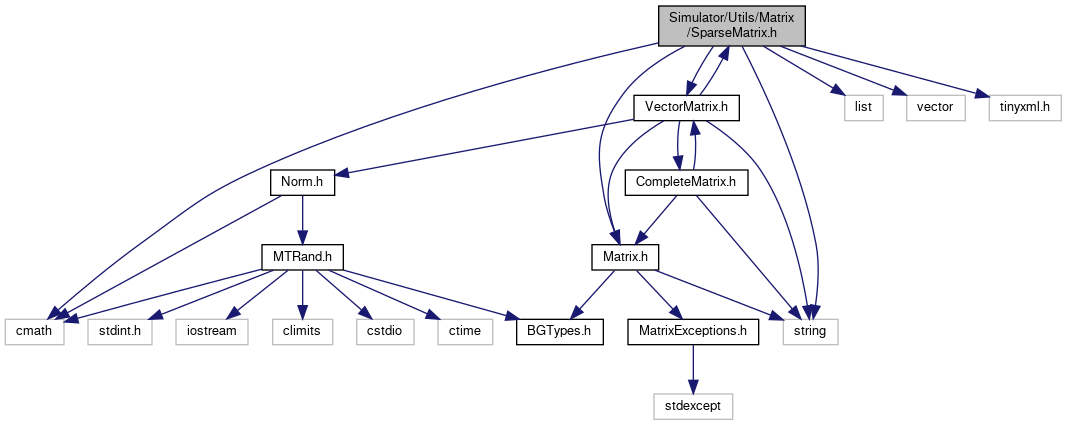 Simulator/Utils/Matrix
/SparseMatrix.h
VectorMatrix.h
list
vector
tinyxml.h
Norm.h
CompleteMatrix.h
MTRand.h
Matrix.h
cmath
stdint.h
iostream
climits
cstdio
ctime
BGTypes.h
MatrixExceptions.h
string
stdexcept